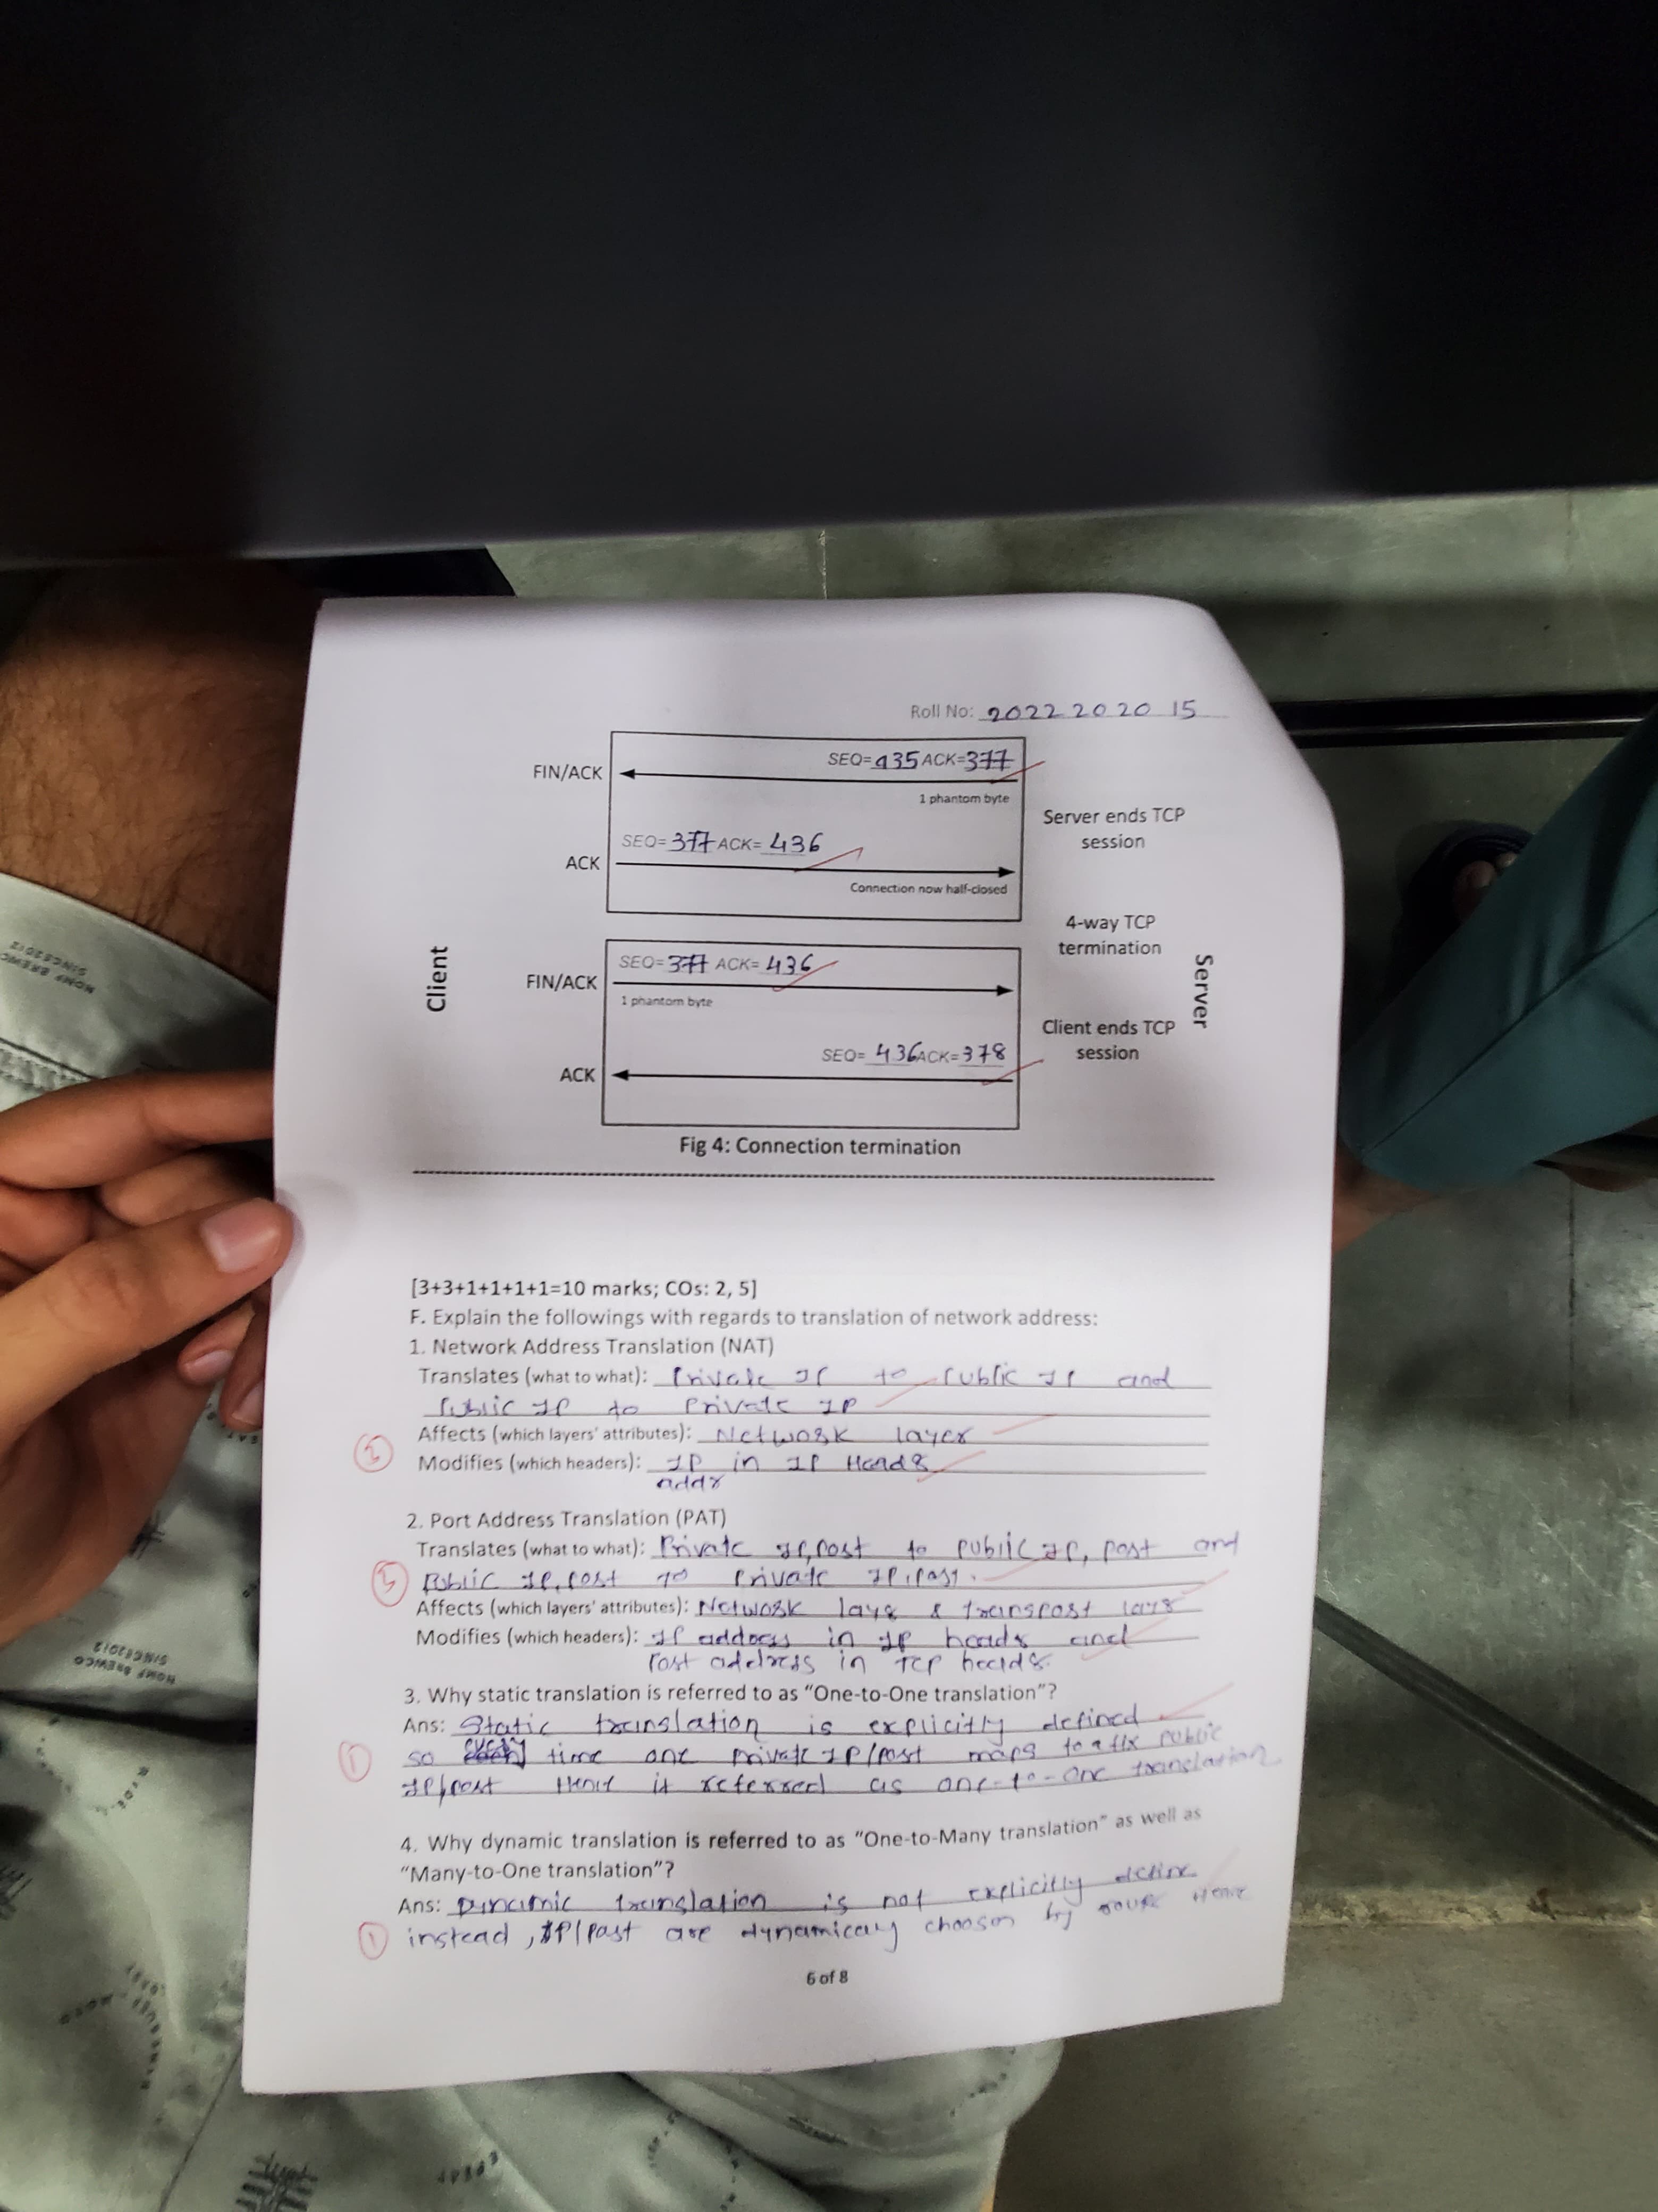 Roll No: 2022 20 20 15
SEQ=435 ACK=377
FIN/ACK
1 phantom byte
Server ends TCP
session
SEQ=377 ACK= 436
ACK
Connection now half-closed
4-way TCP
termination
Client
Server
SEQ=377 ACK= 436
FIN/ACK
1 phantom byte
Client ends TCP
session
SEQ= 436 ACK=378
ACK
Fig 4: Connection termination
[3+3+1+1+1+1=10 marks; COs: 2, 5]
F. Explain the followings with regards to translation of network address:
1. Network Address Translation (NAT)
Translates (what to what): Private IP to Public IP and
Public IP to Private IP
Affects (which layers' attributes): Network layer
3
Modifies (which headers): IP in IP Header
addr
2. Port Address Translation (PAT)
Translates (what to what): Private IP,port to Public IP, port and
3 Public IP, port to Private IP,port.
Affects (which layers' attributes): Network layer & transport layer
Modifies (which headers): IP address in IP header and
Port address in TCP header.
3. Why static translation is referred to as "One-to-One translation"?
Ans: Static translation is explicitly defined
1 so every time one private IP/port maps to a fix public
IP/port Hence it referred as one-to-one translation
4. Why dynamic translation is referred to as "One-to-Many translation" as well as
"Many-to-One translation"?
Ans: Dynamic translation is not explicitly define
1 instead, IP/port are dynamicaly choosen by Hence
6 of 8
HOMP BREWCO
SINCE2012